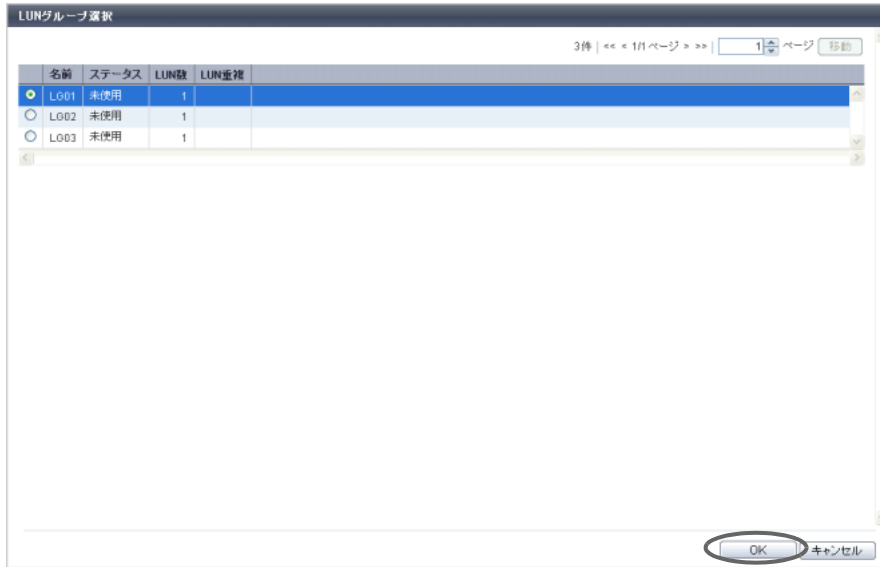 LUNグループ選択
3件 | << < 1/1 ページ > >> | 1 ページ 移動
名前 ステータス LUN数 LUN重複
LG01 未使用 1
LG02 未使用 1
LG03 未使用 1
OK キャンセル